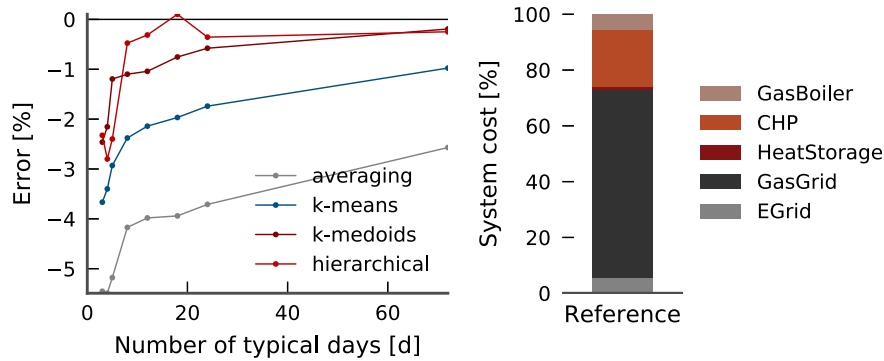 0
−1
−2
−3
−4
−5
Error [%]
averaging
k-means
k-medoids
hierarchical
0
20
40
60
Number of typical days [d]
100
80
60
40
20
0
System cost [%]
Reference
GasBoiler
CHP
HeatStorage
GasGrid
EGrid